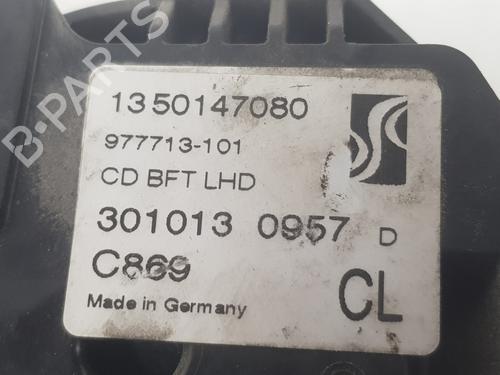 B-PARTS
1350147080
977713-101
CD BFT LHD
301013 0957 D
C869
CL
Made in Germany